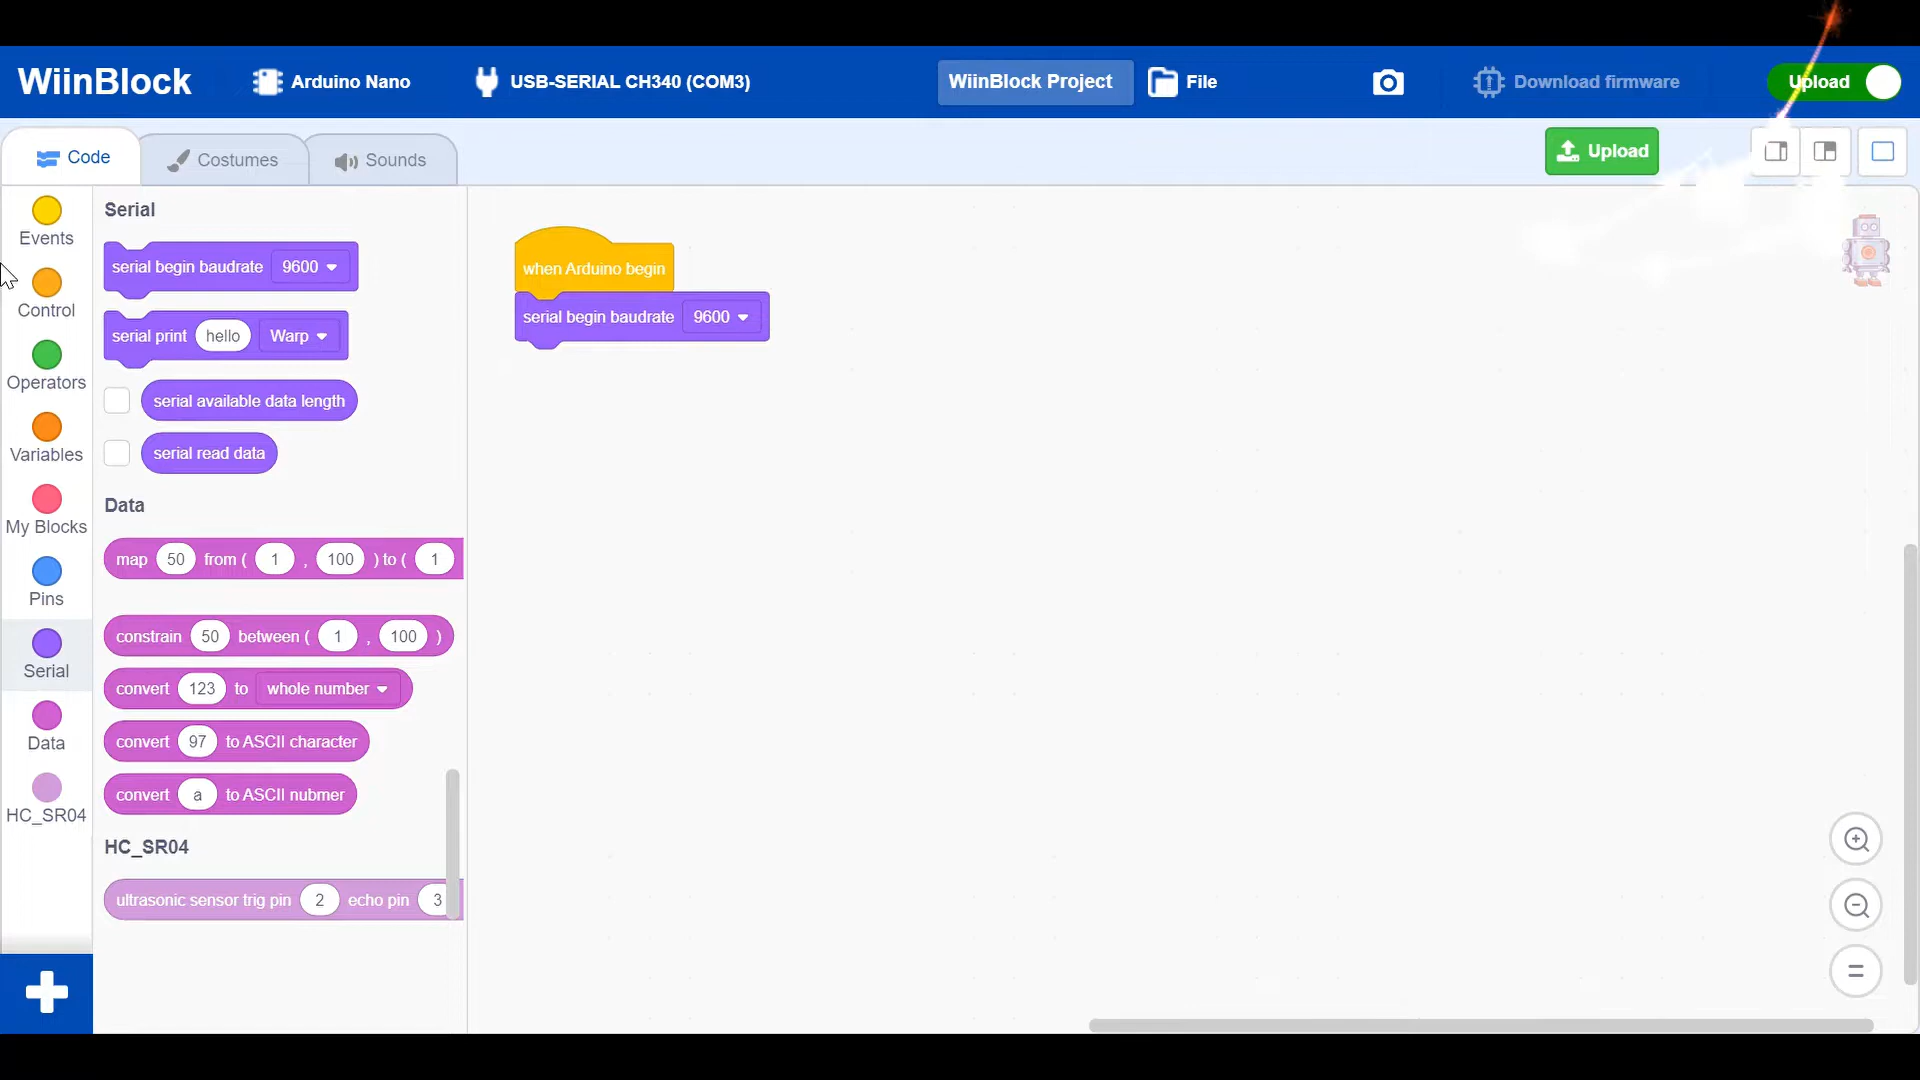 WiinBlock
Arduino Nano
USB-SERIAL CH340 (COM3)
WiinBlock Project
File
Download firmware
Upload
Code
Costumes
Sounds
Upload
Events
Control
Operators
Variables
My Blocks
Pins
Serial
Data
HC_SR04
Serial
serial begin baudrate 9600
serial print hello Warp
serial available data length
serial read data
Data
map 50 from ( 1 , 100 ) to ( 1
constrain 50 between ( 1 , 100 )
convert 123 to whole number
convert 97 to ASCII character
convert a to ASCII nubmer
HC_SR04
ultrasonic sensor trig pin 2 echo pin 3
when Arduino begin
serial begin baudrate 9600